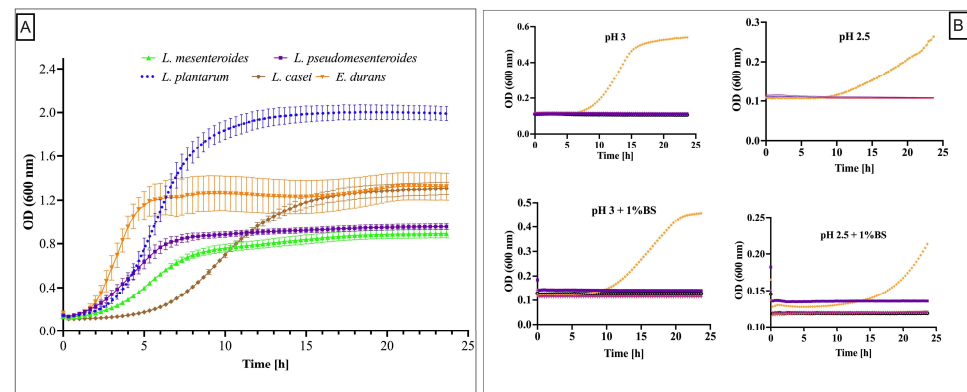 A
L. mesenteroides
L. pseudomesenteroides
L. plantarum
L. casei
E. durans
OD (600 nm)
2.4
2.0
1.6
1.2
0.8
0.4
0.0
0
5
10
15
20
25
Time [h]
B
pH 3
OD (600 nm)
0.6
0.4
0.2
0.0
0
5
10
15
20
25
Time [h]
pH 2.5
OD (600 nm)
0.3
0.2
0.1
0.0
0
5
10
15
20
25
Time [h]
pH 3 + 1%BS
OD (600 nm)
0.5
0.4
0.3
0.2
0.1
0.0
0
5
10
15
20
25
Time [h]
pH 2.5 + 1%BS
OD (600 nm)
0.25
0.20
0.15
0.10
0
5
10
15
20
25
Time [h]